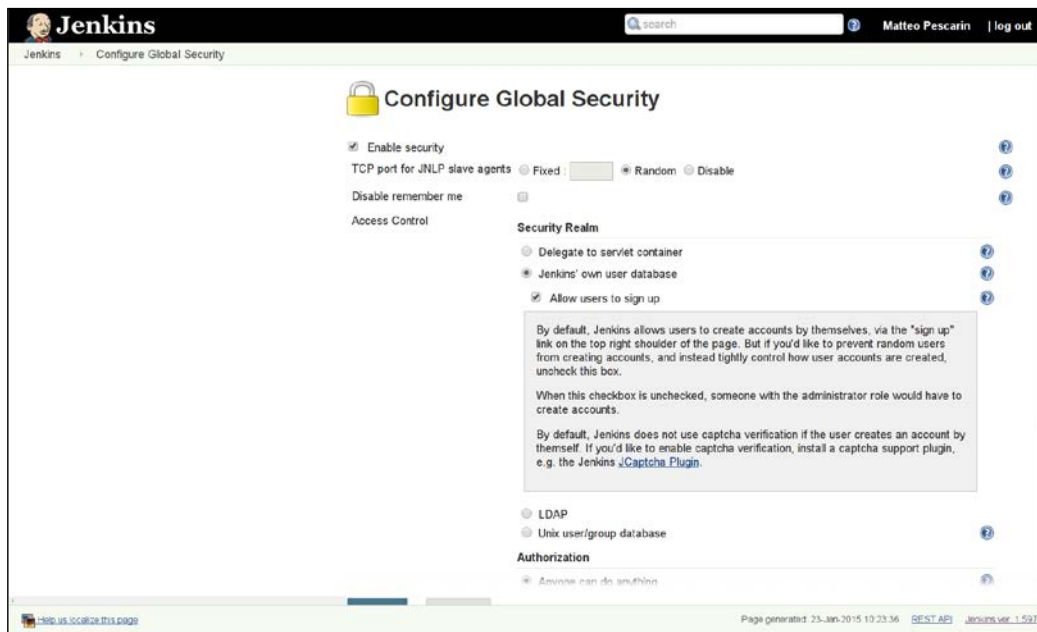 Jenkins
search
Matteo Pescarin | log out
Jenkins Configure Global Security
Configure Global Security
Enable security
TCP port for JNLP slave agents Fixed : Random Disable
Disable remember me
Access Control
Security Realm
Delegate to servlet container
Jenkins' own user database
Allow users to sign up
By default, Jenkins allows users to create accounts by themselves, via the "sign up"
link on the top right shoulder of the page. But if you'd like to prevent random users
from creating accounts, and instead tightly control how user accounts are created,
uncheck this box.
When this checkbox is unchecked, someone with the administrator role would have to
create accounts.
By default, Jenkins does not use captcha verification if the user creates an account by
themself. If you'd like to enable captcha verification, install a captcha support plugin,
e.g. the Jenkins JCaptcha Plugin.
LDAP
Unix user/group database
Authorization
Anyone can do anything
Help us localize this page
Page generated: 23-Jan-2015 10:23:36 REST API Jenkins ver. 1.597